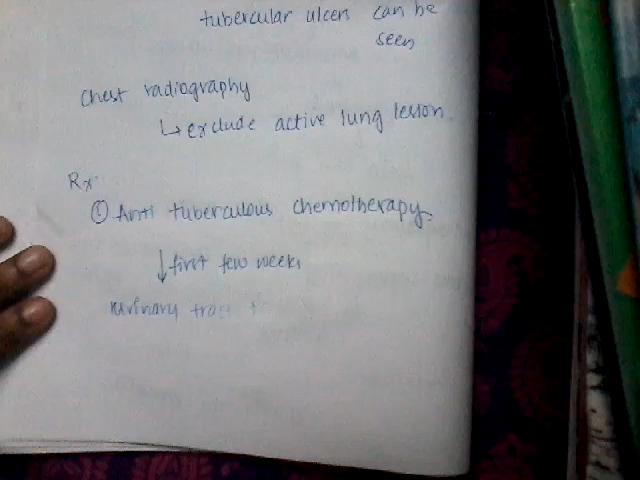 tubercular ulcers can be
seen
Chest radiography
↳ exclude active lung lesion.
Rx
① Anti tuberculous chemotherapy.
↓ first few weeks
urinary trac